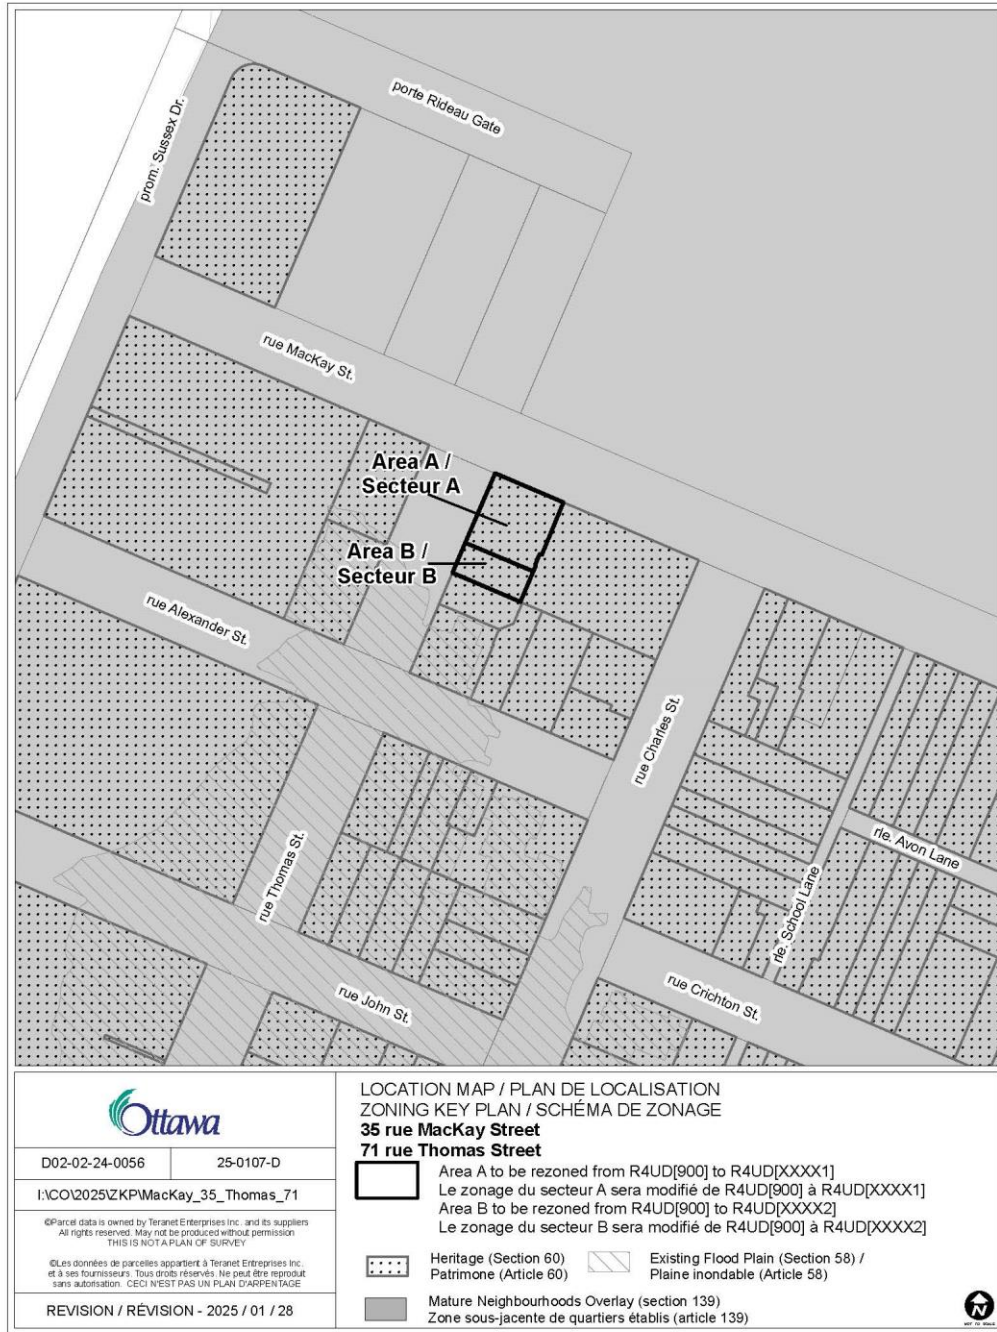 porte Rideau Gate
prom. Sussex Dr.
rue MacKay St.
Area A /
Secteur A
Area B /
Secteur B
rue Alexander St.
rue Charles St.
rle. Avon Lane
rue Thomas St.
rle. School Lane
rue John St.
rue Crichton St.
Ottawa
D02-02-24-0056
25-0107-D
I:\CO\2025\ZKP\MacKay_35_Thomas_71
©Parcel data is owned by Teranet Enterprises Inc. and its suppliers
All rights reserved. May not be produced without permission
THIS IS NOT A PLAN OF SURVEY
©Les données de parcelles appartient à Teranet Entreprises Inc.
et à ses fournisseurs. Tous droits réservés. Ne peut être reproduit
sans autorisation. CECI N'EST PAS UN PLAN D'ARPENTAGE
REVISION / RÉVISION - 2025 / 01 / 28
LOCATION MAP / PLAN DE LOCALISATION
ZONING KEY PLAN / SCHÉMA DE ZONAGE
35 rue MacKay Street
71 rue Thomas Street
Area A to be rezoned from R4UD[900] to R4UD[XXXX1]
Le zonage du secteur A sera modifié de R4UD[900] à R4UD[XXXX1]
Area B to be rezoned from R4UD[900] to R4UD[XXXX2]
Le zonage du secteur B sera modifié de R4UD[900] à R4UD[XXXX2]
Heritage (Section 60)
Patrimone (Article 60)
Existing Flood Plain (Section 58) /
Plaine inondable (Article 58)
Mature Neighbourhoods Overlay (section 139)
Zone sous-jacente de quartiers établis (article 139)
N
NOT TO SCALE